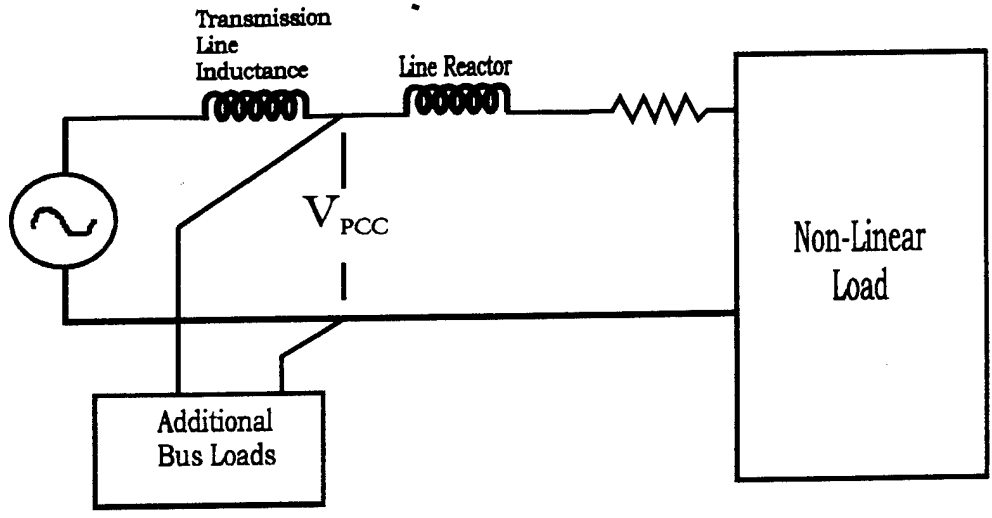 Transmission
Line
Inductance
Line Reactor
V PCC
Non-Linear
Load
Additional
Bus Loads